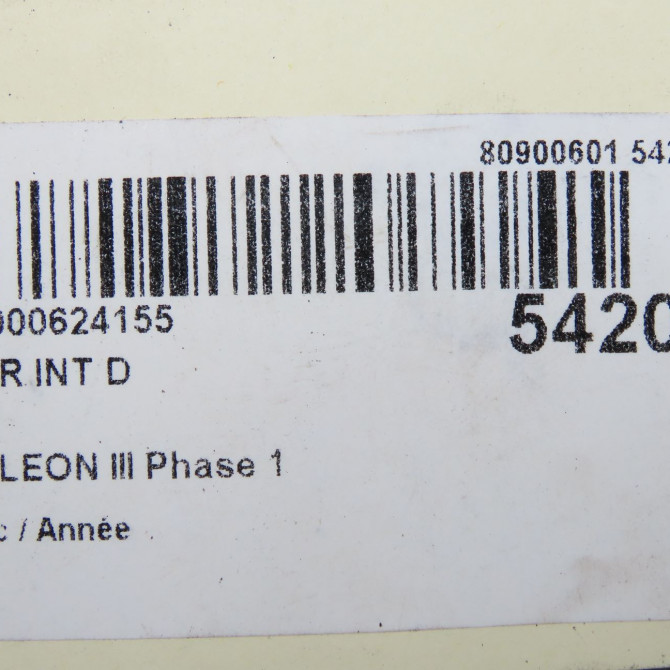 80900601 542
000624155
5420
R INT D
LEON III Phase 1
c / Année